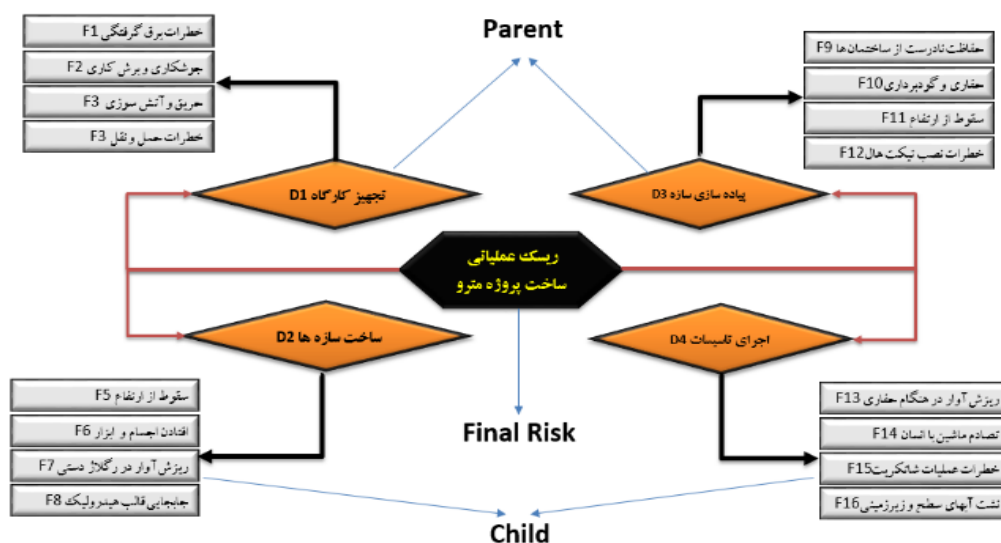 Parent
خطرات برق گرفتگی F1
جوشکاری و برش کاری F2
حریق و آتش سوزی F3
خطرات حمل و نقل F3
حفاظت نادرست از ساختمان ها F9
حفاری و گودبرداری F10
سقوط از ارتفاع F11
خطرات نصب تیکت هال F12
تجهیز کارگاه D1
پیاده سازی سازه D3
ریسک عملیاتی
ساخت پروژه مترو
ساخت سازه ها D2
اجرای تاسیسات D4
سقوط از ارتفاع F5
افتادن اجسام و ابزار F6
ریزش آوار در رگلاژ دستی F7
جابجایی قالب هیدرولیک F8
Final Risk
ریزش آوار در هنگام حفاری F13
تصادم ماشین با انسان F14
خطرات عملیات شاتکریت F15
نشت آبهای سطح و زیرزمینی F16
Child